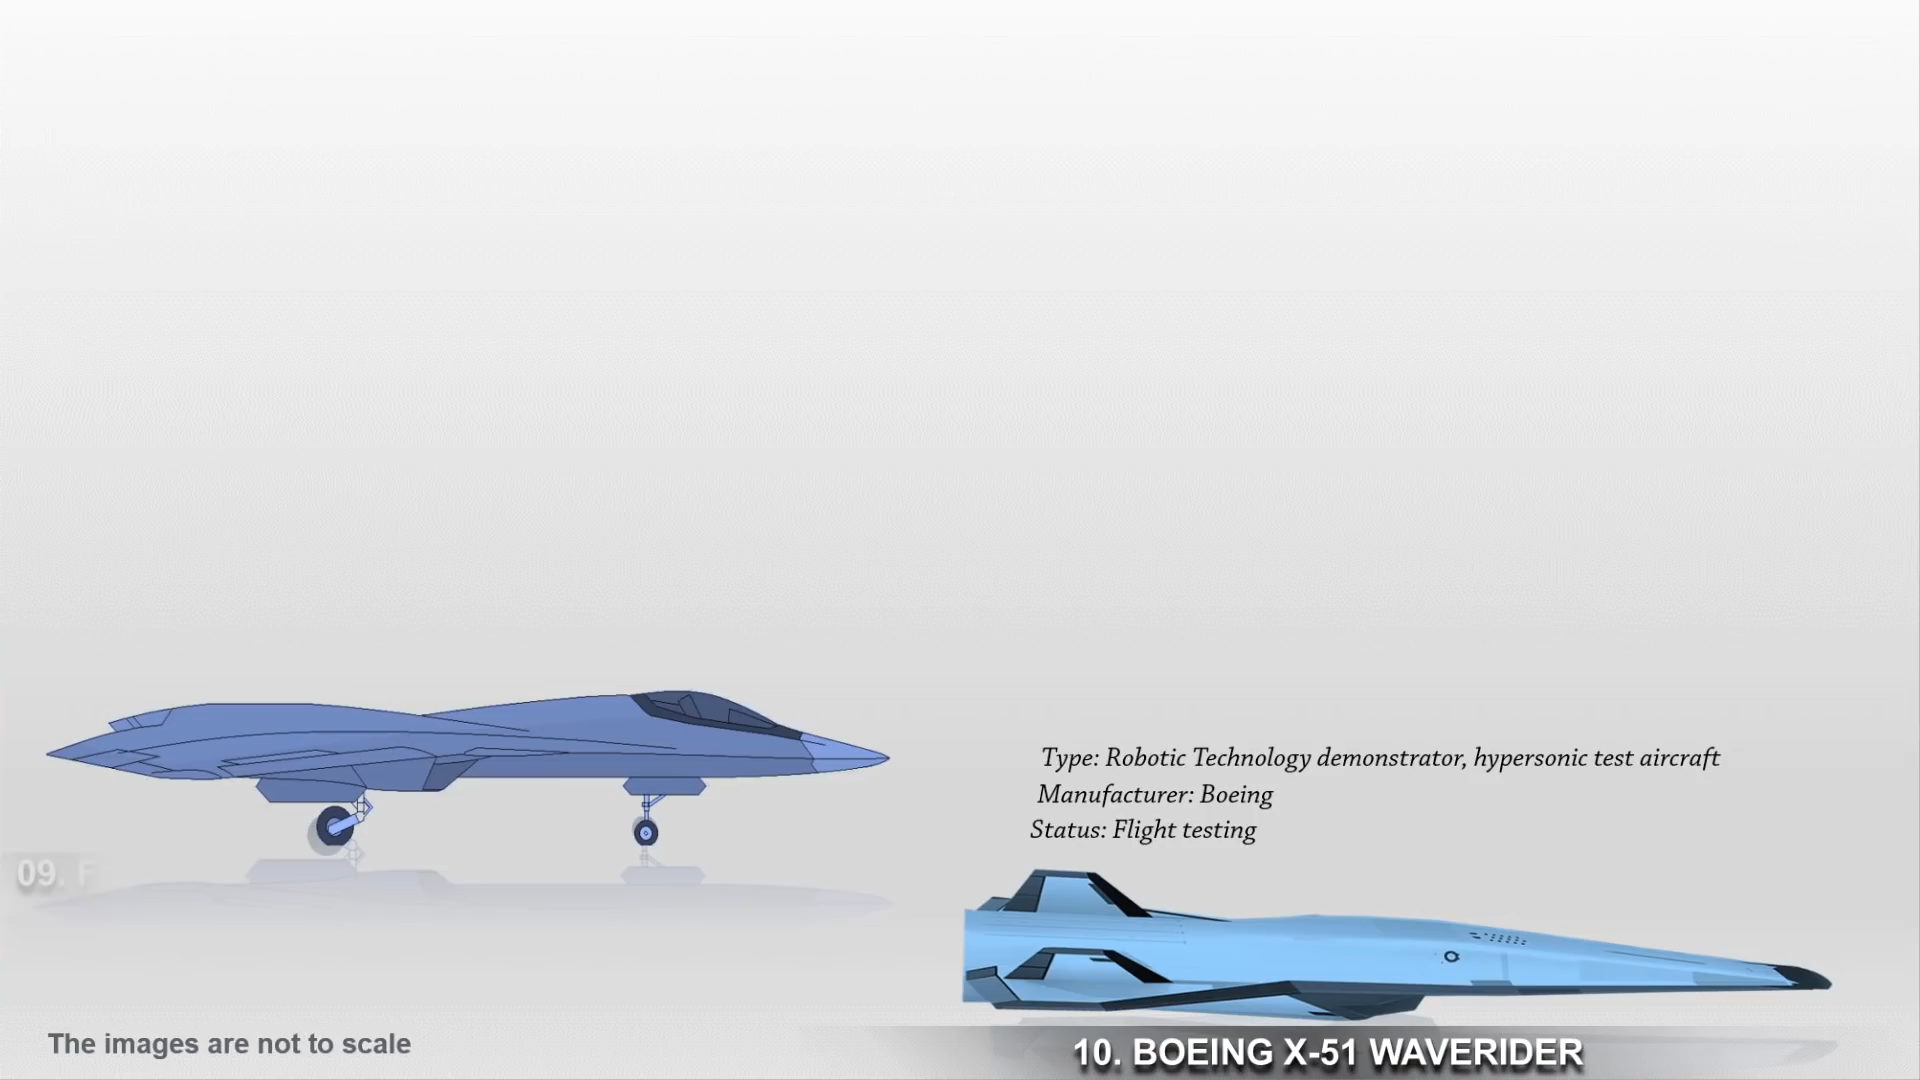 Type: Robotic Technology demonstrator, hypersonic test aircraft
Manufacturer: Boeing
Status: Flight testing
09. F
The images are not to scale
10. BOEING X-51 WAVERIDER